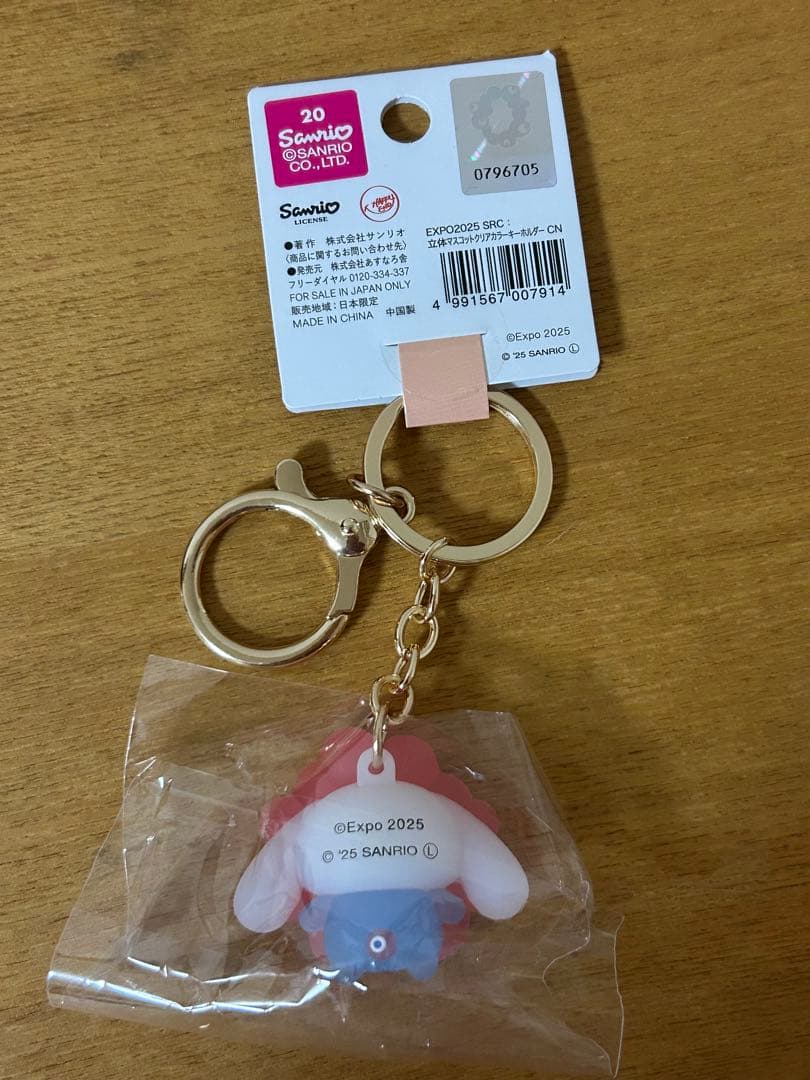 20
Sanrio
©SANRIO
CO.,LTD.
0796705
Sanrio
LICENSE
●著作 株式会社サンリオ
〈商品に関するお問い合わせ先〉
●発売元 株式会社あすなろ舎
フリーダイヤル 0120-334-337
FOR SALE IN JAPAN ONLY
販売地域:日本限定
MADE IN CHINA 中国製
EXPO2025 SRC:
立体マスコットクリアカラーキーホルダー CN
4 991567 007914
©Expo 2025
© '25 SANRIO Ⓛ
©Expo 2025
© '25 SANRIO Ⓛ